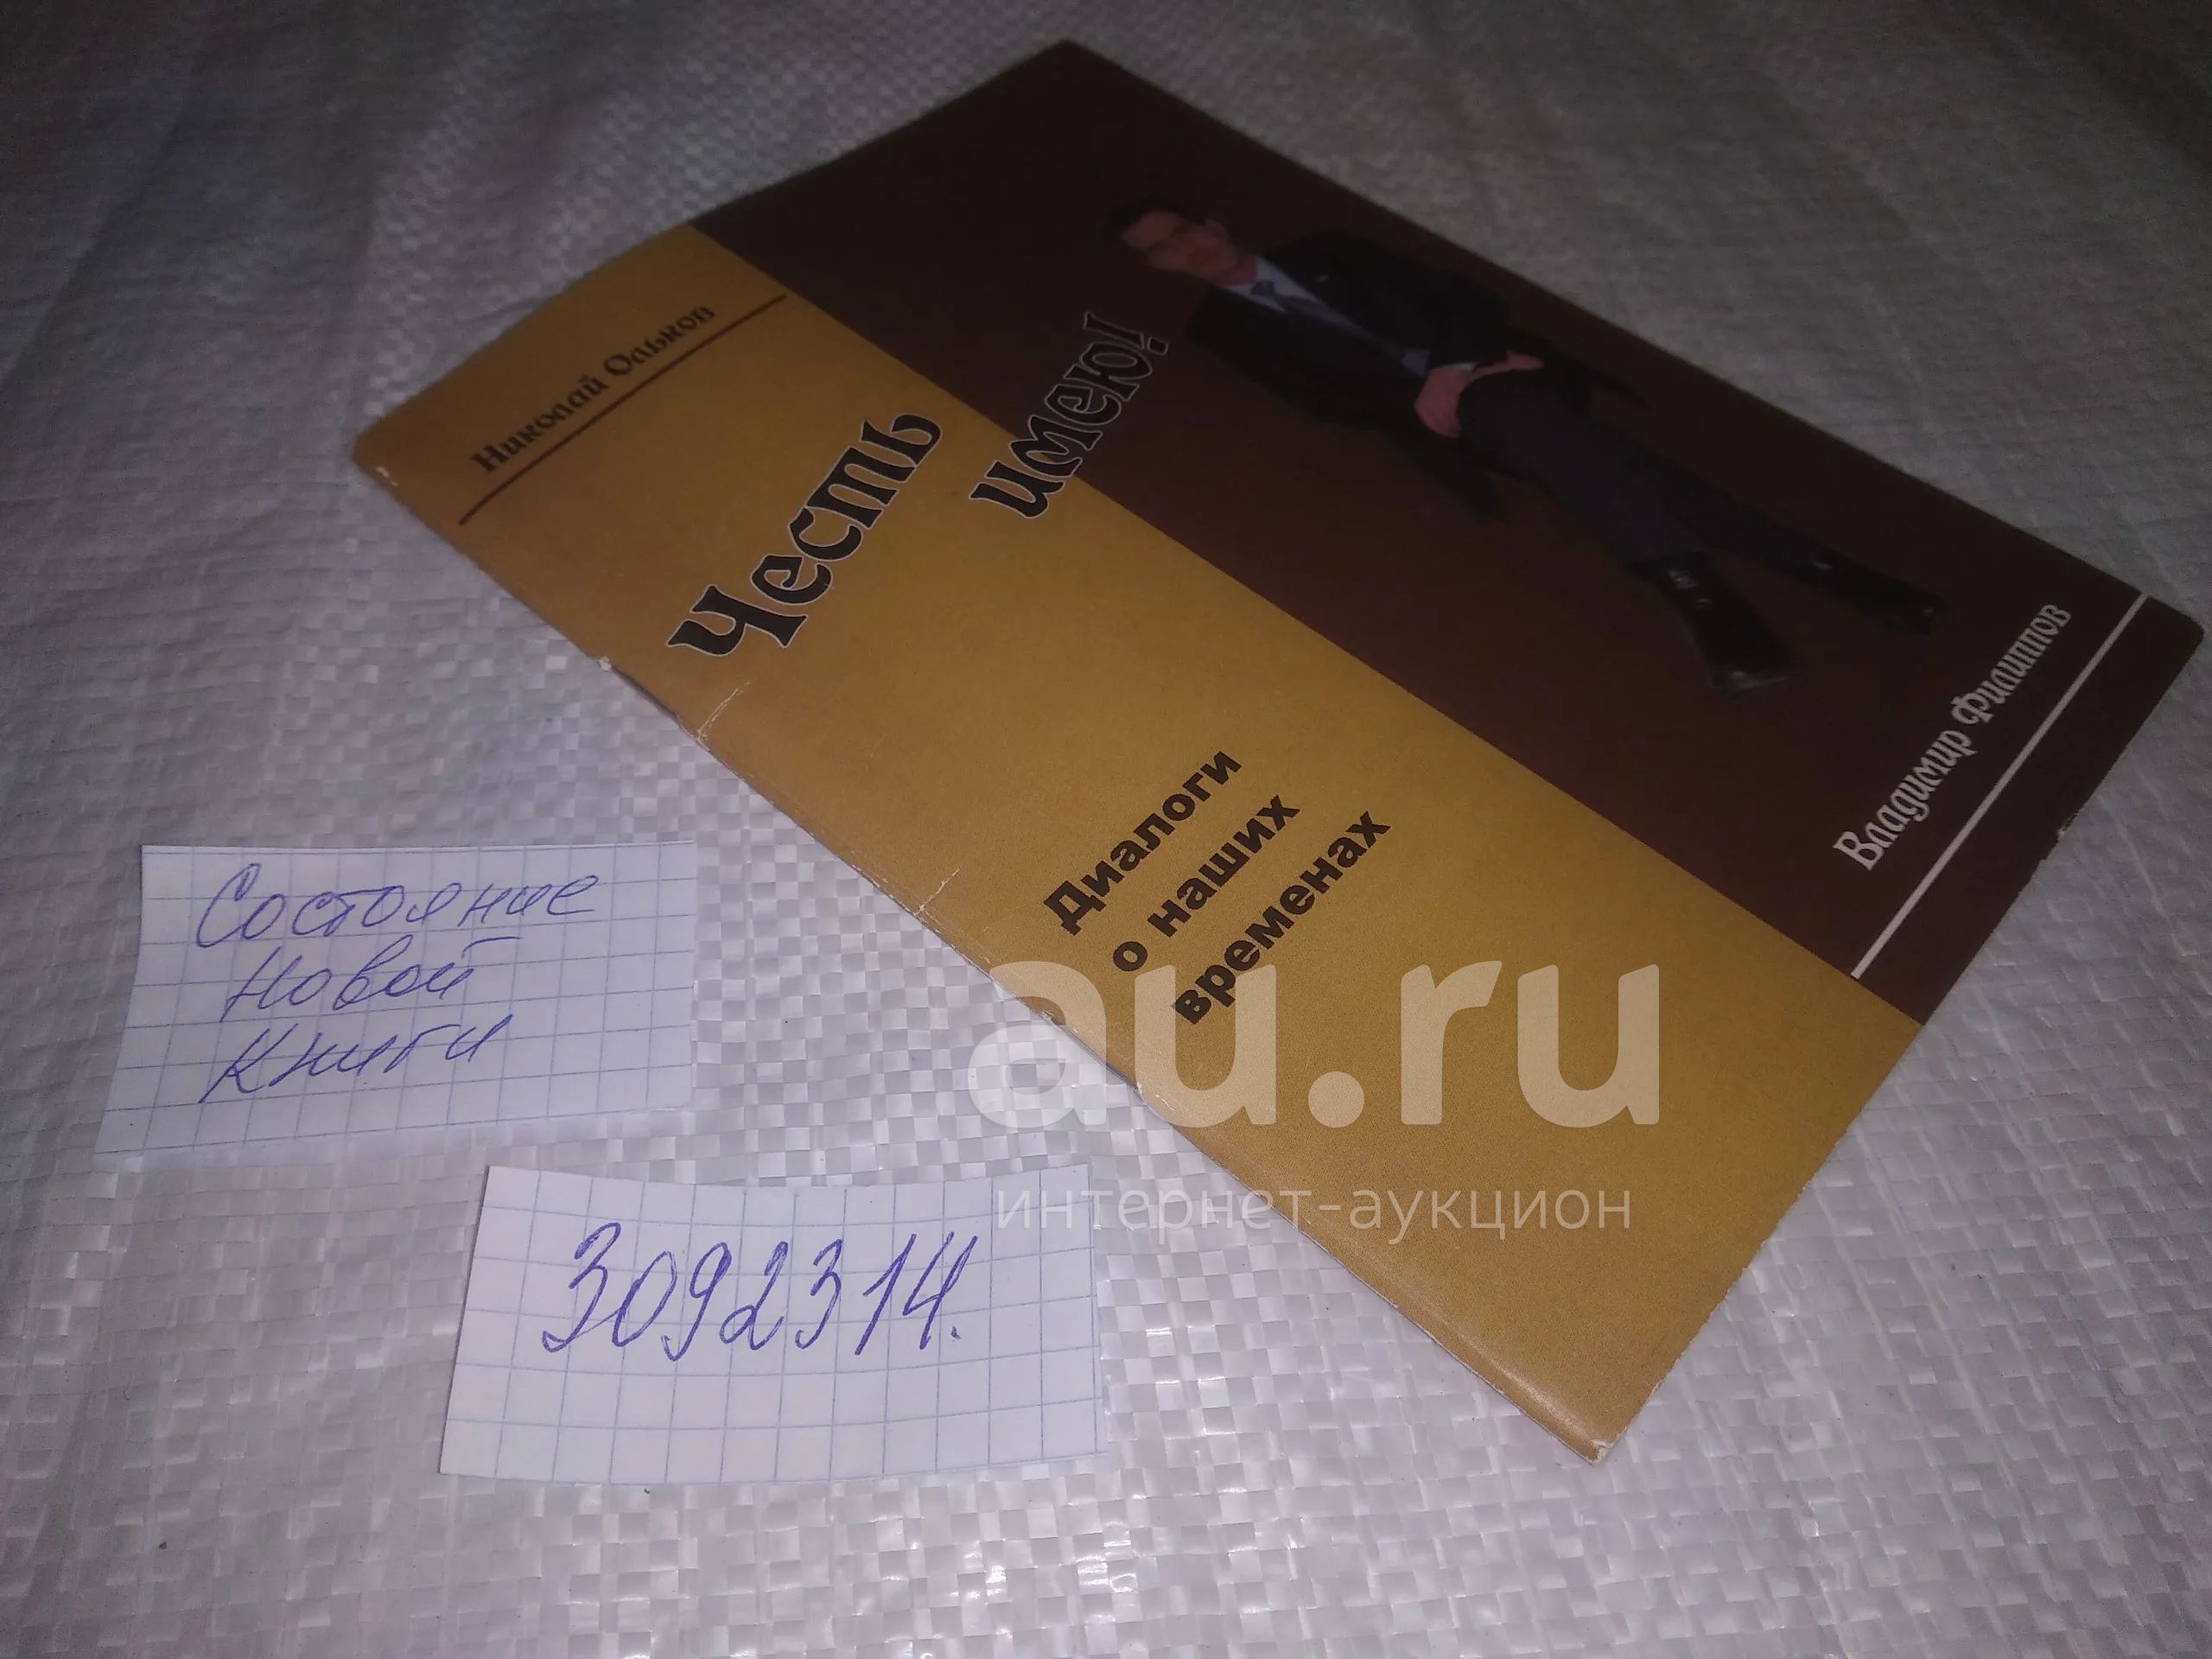 Николай Ольков
Честь
имею!
Диалоги
о наших
временах
Владимир Филиппов
Состояние
новой
книги
3092314.
au.ru
интернет-аукцион